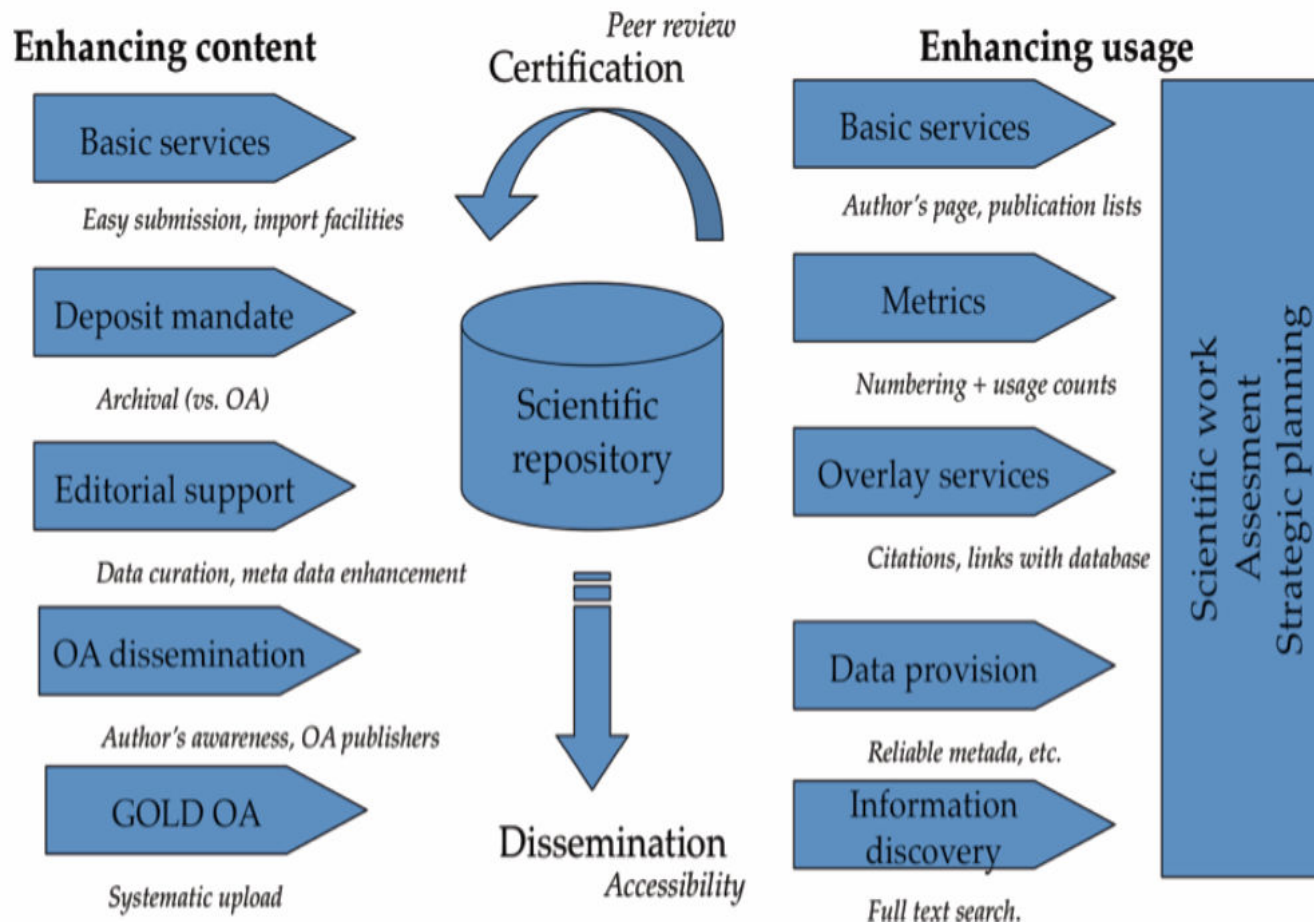 Enhancing content
Basic services
Easy submission, import facilities
Deposit mandate
Archival (vs. OA)
Editorial support
Data curation, meta data enhancement
OA dissemination
Author's awareness, OA publishers
GOLD OA
Systematic upload
Peer review
Certification
Scientific
repository
Dissemination
Accessibility
Enhancing usage
Basic services
Author's page, publication lists
Metrics
Numbering + usage counts
Overlay services
Citations, links with database
Data provision
Reliable metada, etc.
Information
discovery
Full text search.
Scientific work
Assesment
Strategic planning